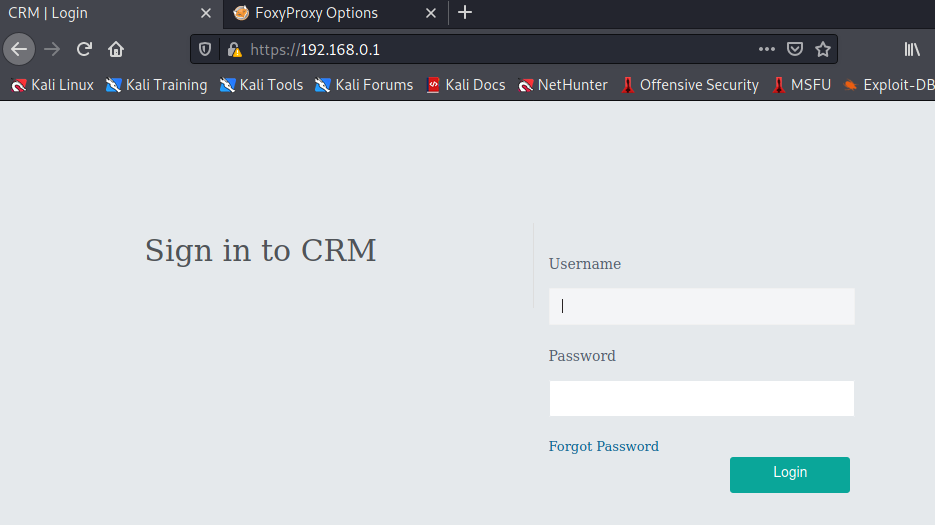 CRM | Login
FoxyProxy Options
https://192.168.0.1
Kali Linux Kali Training Kali Tools Kali Forums Kali Docs NetHunter Offensive Security MSFU Exploit-DB
Sign in to CRM
Username
Password
Forgot Password
Login